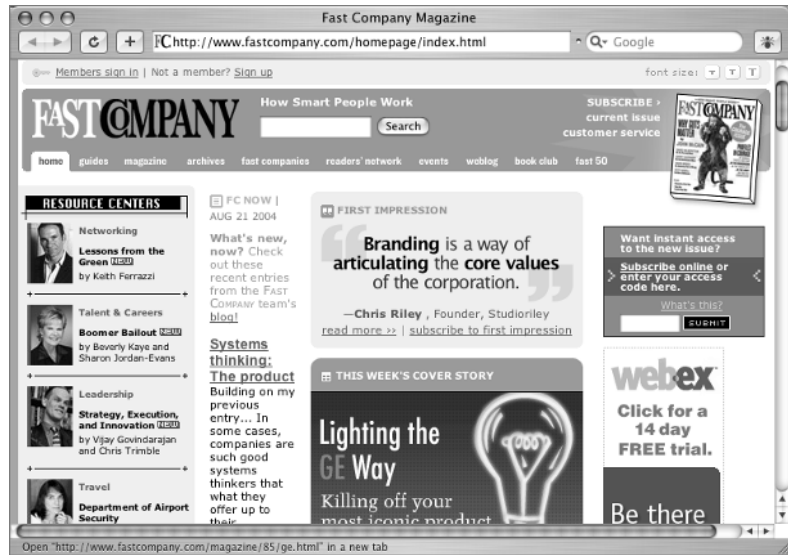 Fast Company Magazine
http://www.fastcompany.com/homepage/index.html
Google
Members sign in | Not a member? Sign up
font size: T T T
FAST COMPANY
How Smart People Work
Search
SUBSCRIBE ›
current issue
customer service
FAST COMPANY
home guides magazine archives fast companies readers' network events weblog book club fast 50
RESOURCE CENTERS
Networking
Lessons from the
Green NEW
by Keith Ferrazzi
Talent & Careers
Boomer Bailout NEW
by Beverly Kaye and
Sharon Jordan-Evans
Leadership
Strategy, Execution,
and Innovation NEW
by Vijay Govindarajan
and Chris Trimble
Travel
Department of Airport
Security
FC NOW |
AUG 21 2004
What's new,
now? Check
out these
recent entries
from the FAST
COMPANY team's
blog!
Systems
thinking:
The product
Building on my
previous
entry... In
some cases,
companies are
such good
systems
thinkers that
what they
offer up to
their
FIRST IMPRESSION
Branding is a way of
articulating the core values
of the corporation.
—Chris Riley , Founder, Studioriley
read more >> | subscribe to first impression
THIS WEEK'S COVER STORY
Lighting the
GE Way
Killing off your
most iconic product
Want instant access
to the new issue?
Subscribe online or
enter your access
code here.
What's this?
SUBMIT
webex
Click for a
14 day
FREE trial.
Be there
Open "http://www.fastcompany.com/magazine/85/ge.html" in a new tab